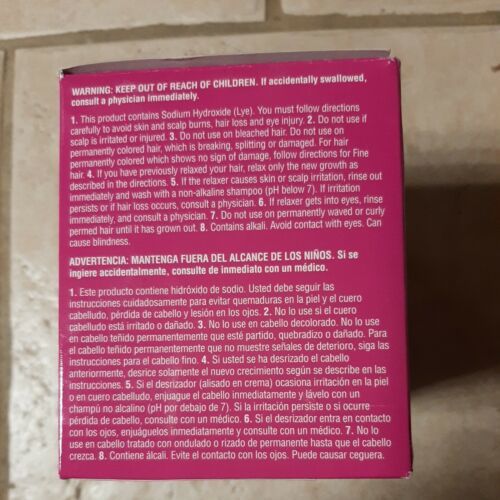 WARNING: KEEP OUT OF REACH OF CHILDREN. If accidentally swallowed,
consult a physician immediately.
1. This product contains Sodium Hydroxide (Lye). You must follow directions
carefully to avoid skin and scalp burns, hair loss and eye injury. 2. Do not use if
scalp is irritated or injured. 3. Do not use on bleached hair. Do not use on
permanently colored hair, which is breaking, splitting or damaged. For hair
permanently colored which shows no sign of damage, follow directions for Fine
hair. 4. If you have previously relaxed your hair, relax only the new growth as
described in the directions. 5. If the relaxer causes skin or scalp irritation, rinse out
immediately and wash with a non-alkaline shampoo (pH below 7). If irritation
persists or if hair loss occurs, consult a physician. 6. If relaxer gets into eyes, rinse
immediately, and consult a physician. 7. Do not use on permanently waved or curly
permed hair until it has grown out. 8. Contains alkali. Avoid contact with eyes. Can
cause blindness.
ADVERTENCIA: MANTENGA FUERA DEL ALCANCE DE LOS NIÑOS. Si se
ingiere accidentalmente, consulte de inmediato con un médico.
1. Este producto contiene hidróxido de sodio. Usted debe seguir las
instrucciones cuidadosamente para evitar quemaduras en la piel y el cuero
cabelludo, pérdida de cabello y lesión en los ojos. 2. No lo use si el cuero
cabelludo está irritado o dañado. 3. No lo use en cabello decolorado. No lo use
en cabello teñido permanentemente que esté partido, quebradizo o dañado. Para
el cabello teñido permanentemente que no muestre señales de deterioro, siga las
instrucciones para el cabello fino. 4. Si usted se ha desrizado el cabello
anteriormente, desrice solamente el nuevo crecimiento según se describe en las
instrucciones. 5. Si el desrizador (alisado en crema) ocasiona irritación en la piel
o en cuero cabelludo, enjuague el cabello inmediatamente y lávelo con un
champú no alcalino (pH por debajo de 7). Si la irritación persiste o si ocurre
pérdida de cabello, consulte con un médico. 6. Si el desrizador entra en contacto
con los ojos, enjuáguelos inmediatamente y consulte con un médico. 7. No lo
use en cabello tratado con ondulado o rizado de permanente hasta que el cabello
crezca. 8. Contiene álcali. Evite el contacto con los ojos. Puede causar ceguera.